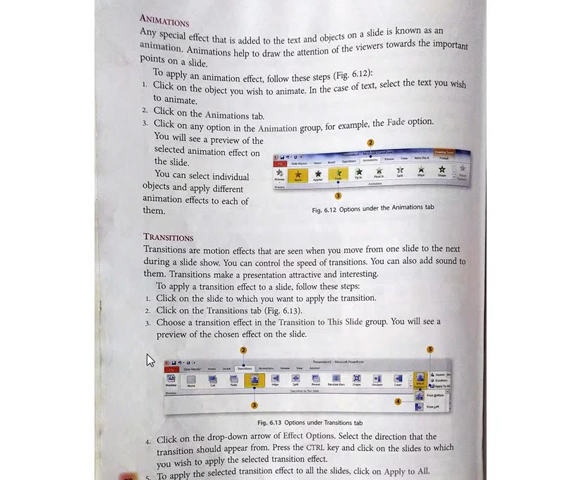 ANIMATIONS
Any special effect that is added to the text and objects on a slide is known as an
animation. Animations help to draw the attention of the viewers towards the important
points on a slide.
To apply an animation effect, follow these steps (Fig. 6.12):
1. Click on the object you wish to animate. In the case of text, select the text you wish
to animate.
2. Click on the Animations tab.
3. Click on any option in the Animation group, for example, the Fade option.
You will see a preview of the
selected animation effect on
the slide.
You can select individual
objects and apply different
animation effects to each of
them.
2
3
Fig. 6.12 Options under the Animations tab
TRANSITIONS
Transitions are motion effects that are seen when you move from one slide to the next
during a slide show. You can control the speed of transitions. You can also add sound to
them. Transitions make a presentation attractive and interesting.
To apply a transition effect to a slide, follow these steps:
1. Click on the slide to which you want to apply the transition.
2. Click on the Transitions tab (Fig. 6.13).
3. Choose a transition effect in the Transition to This Slide group. You will see a
preview of the chosen effect on the slide.
2
5
3
4
Fig. 6.13 Options under Transitions tab
4. Click on the drop-down arrow of Effect Options. Select the direction that the
transition should appear from. Press the CTRL key and click on the slides to which
you wish to apply the selected transition effect.
5. To apply the selected transition to all the slides, click on Apply to All.